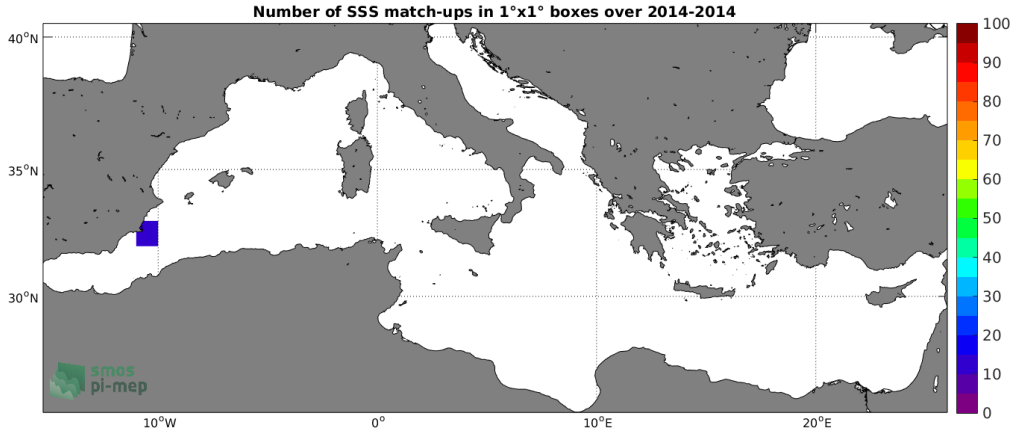 Number of SSS match-ups in 1°x1° boxes over 2014-2014
40°N
35°N
30°N
10°W
0°
10°E
20°E
100
90
80
70
60
50
40
30
20
10
0
smos
pi-mep